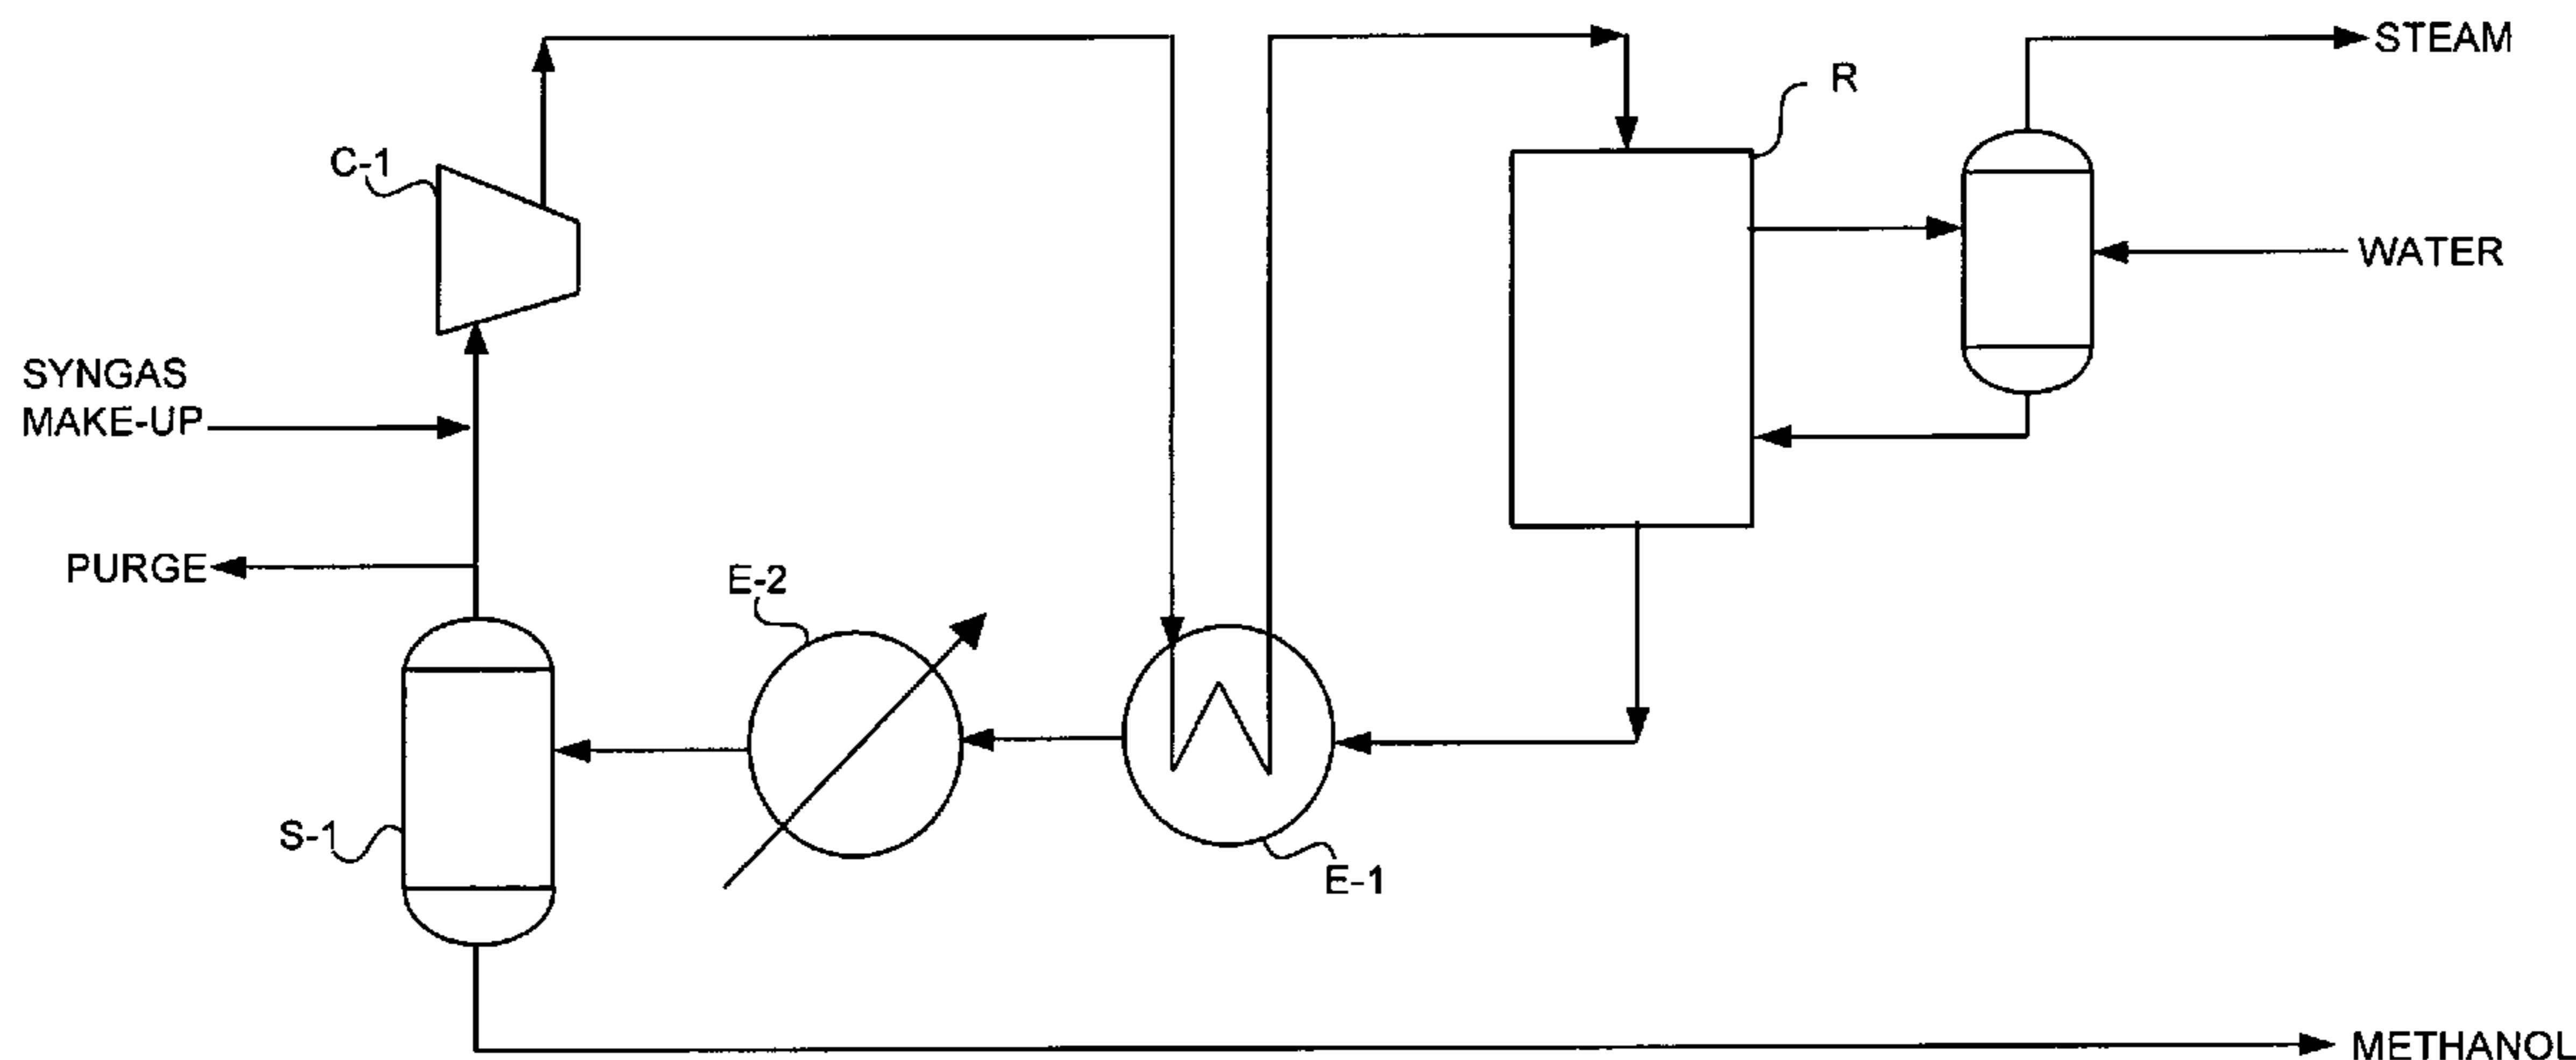 STEAM
R
C-1
WATER
SYNGAS
MAKE-UP
PURGE
E-2
S-1
E-1
METHANOL